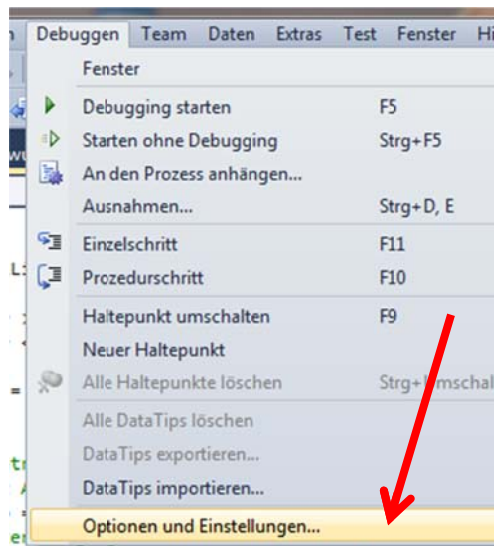 Debuggen Team Daten Extras Test Fenster Hi
Fenster
Debugging starten F5
Starten ohne Debugging Strg+F5
An den Prozess anhängen...
Ausnahmen... Strg+D, E
Einzelschritt F11
Prozedurschritt F10
Haltepunkt umschalten F9
Neuer Haltepunkt
Alle Haltepunkte löschen
Alle DataTips löschen
DataTips exportieren...
DataTips importieren...
Optionen und Einstellungen...